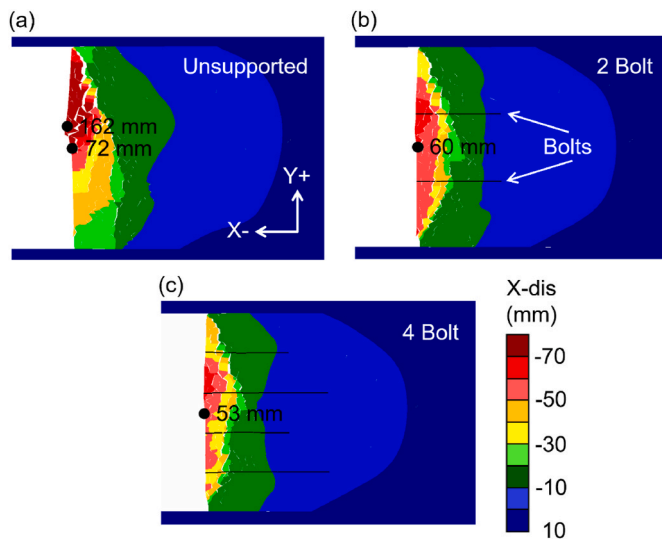 (a)
Unsupported
162 mm
72 mm
Y+
X-
(b)
2 Bolt
60 mm
Bolts
(c)
4 Bolt
53 mm
X-dis
(mm)
-70
-50
-30
-10
10